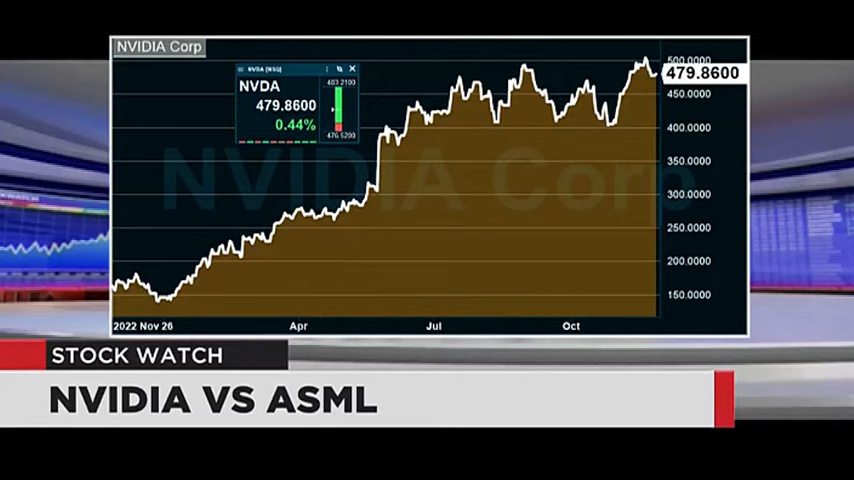 NVIDIA Corp
NVDA [NSQ]
NVDA
479.8600
0.44%
483.2100
476.5200
NVIDIA Corp
500.0000
479.8600
450.0000
400.0000
350.0000
300.0000
250.0000
200.0000
150.0000
2022 Nov 26
Apr
Jul
Oct
STOCK WATCH
NVIDIA VS ASML